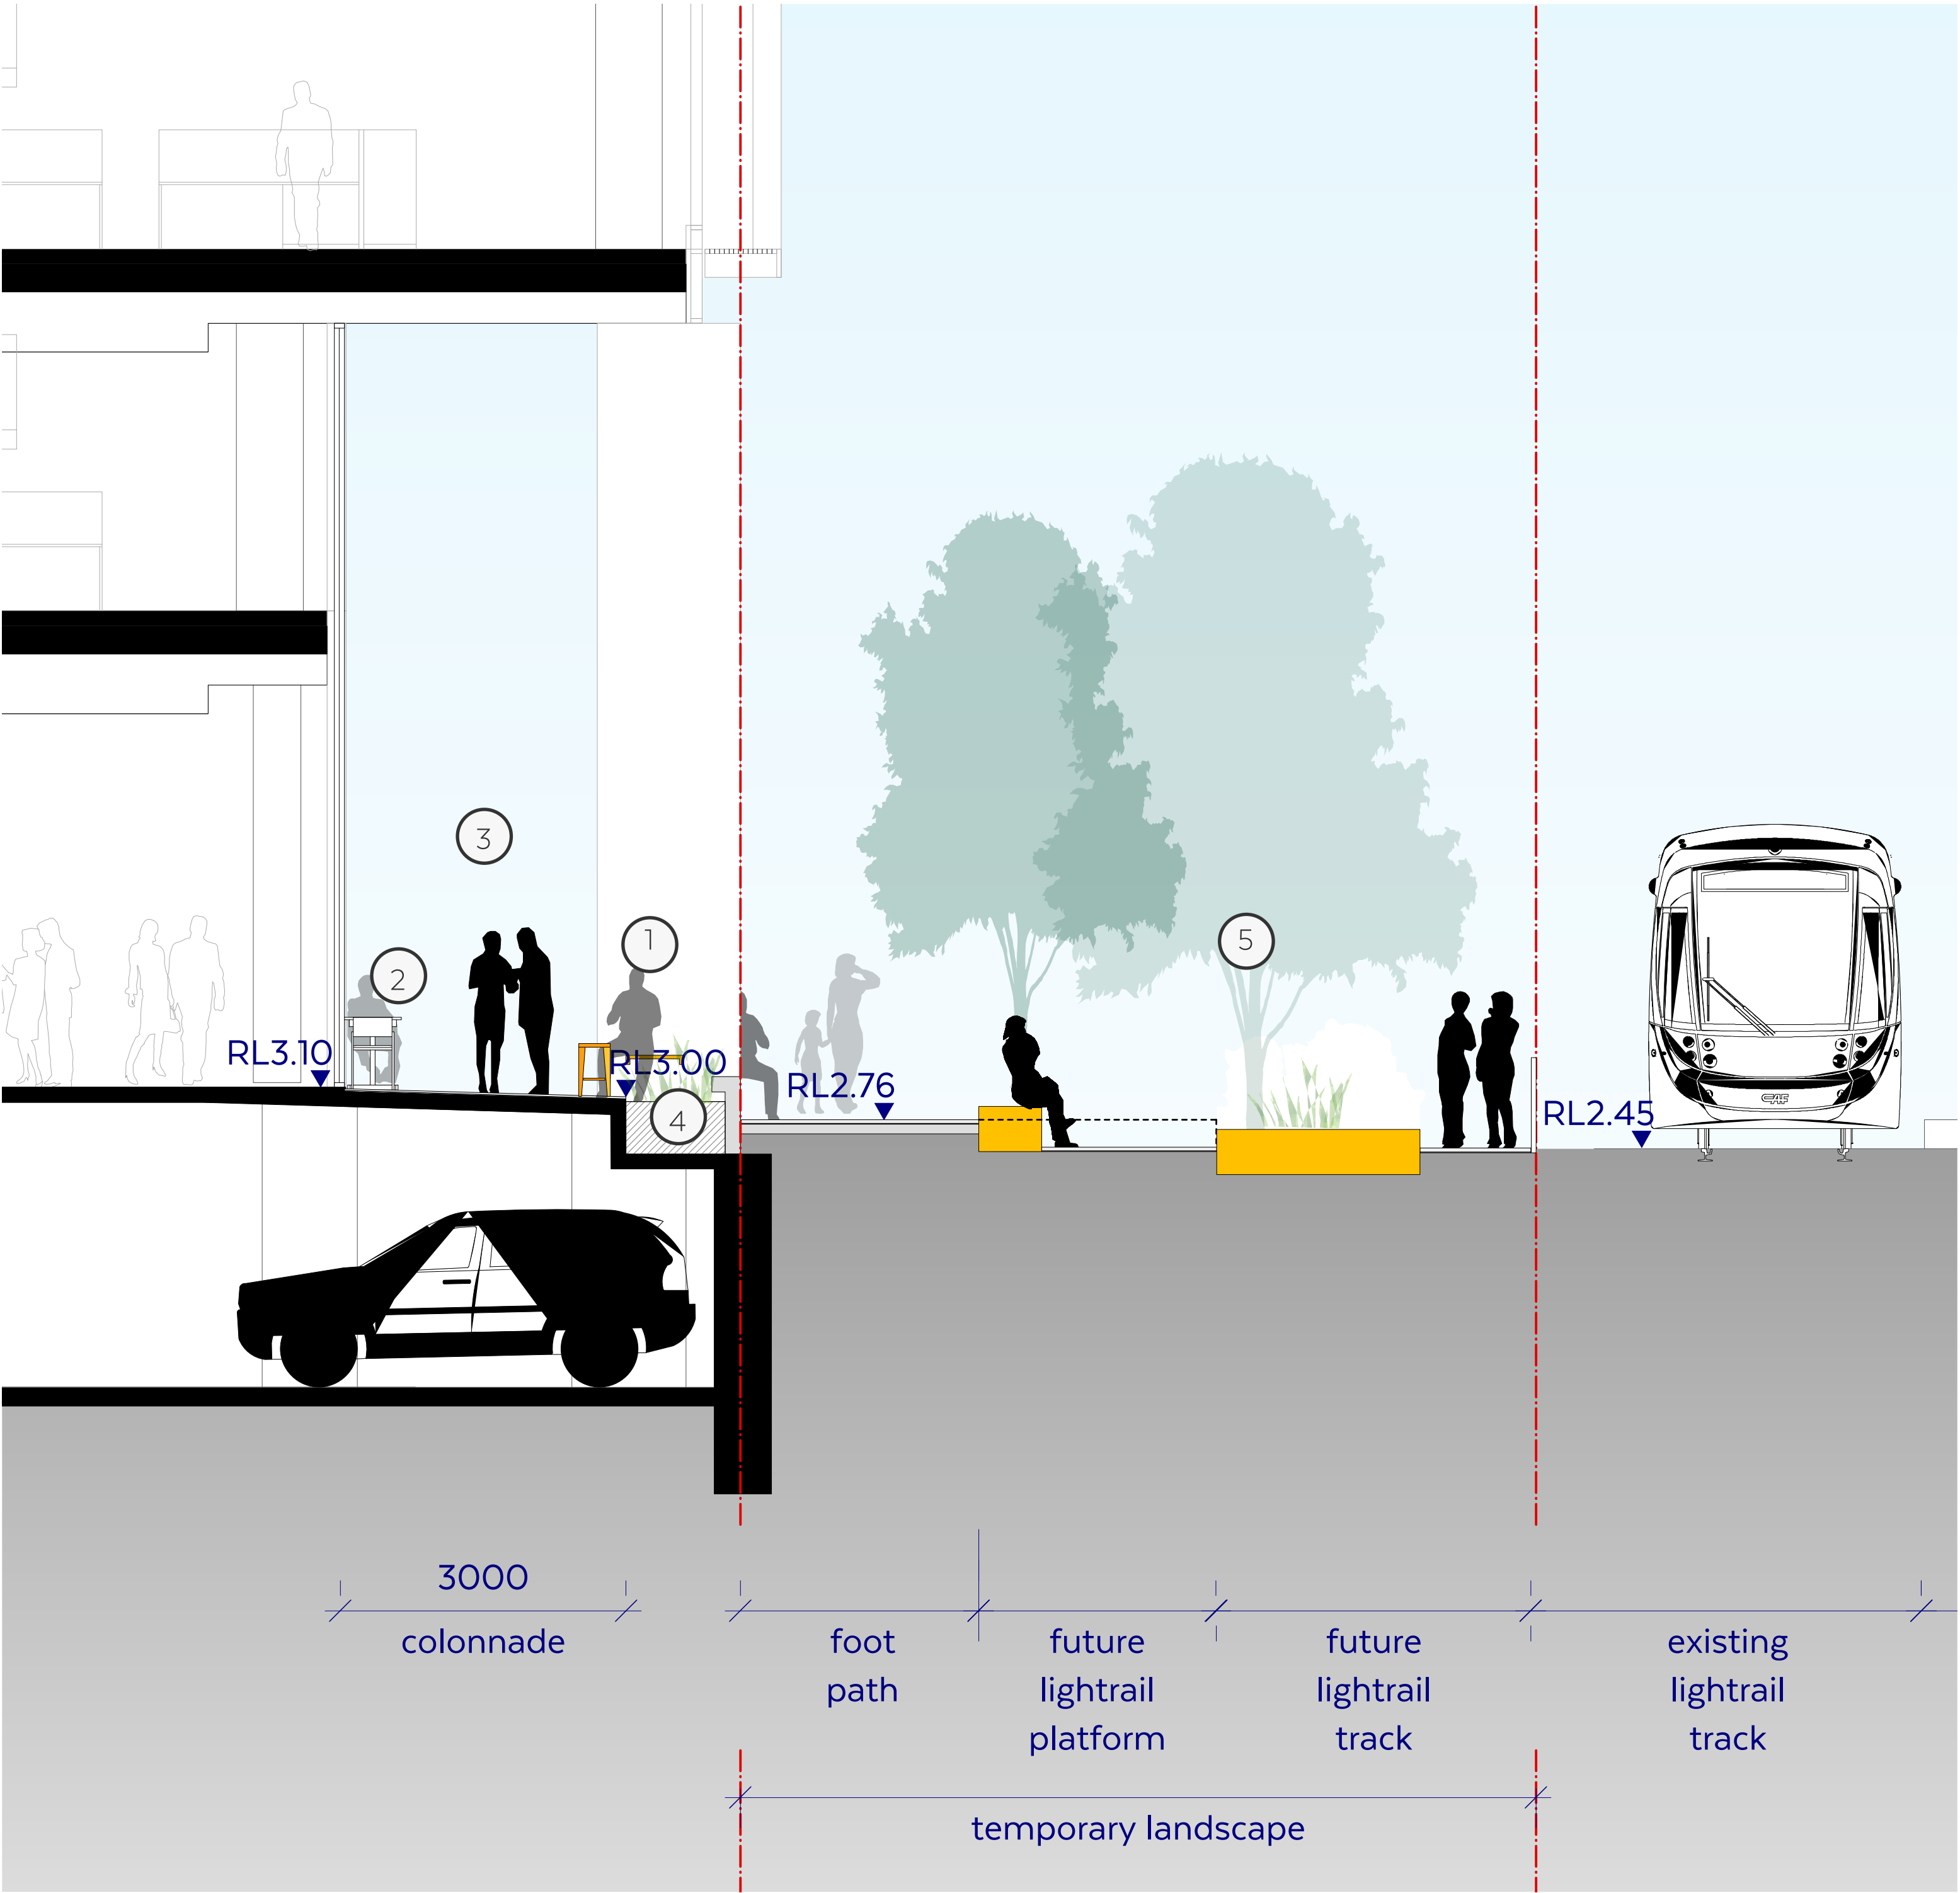 3
1
5
2
RL3.10
RL3.00
4
RL2.76
RL2.45
CAF
3000
colonnade
foot
path
future
lightrail
platform
future
lightrail
track
existing
lightrail
track
temporary landscape